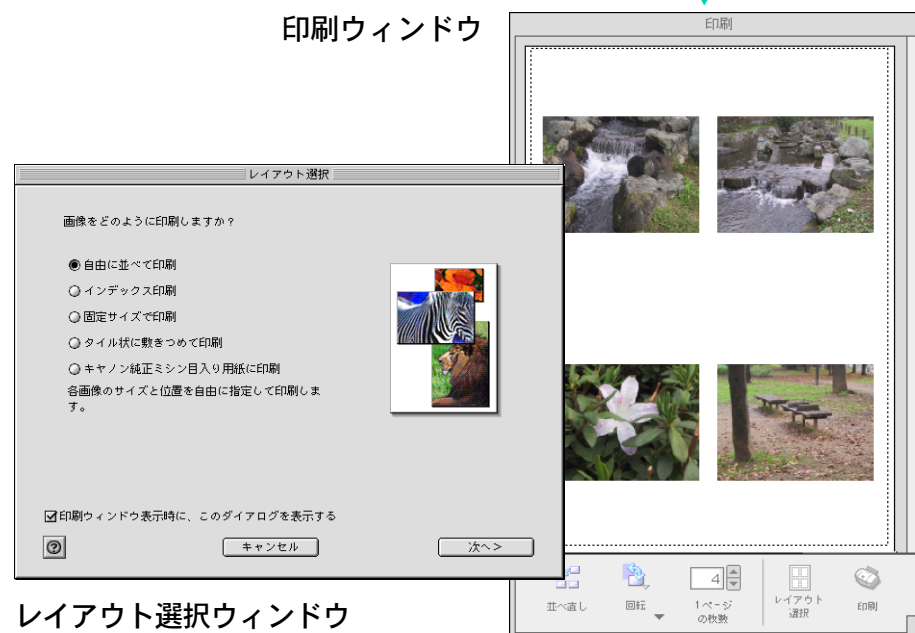 印刷ウィンドウ
印刷
レイアウト選択
画像をどのように印刷しますか？
自由に並べて印刷
インデックス印刷
固定サイズで印刷
タイル状に敷きつめて印刷
キヤノン純正ミシン目入り用紙に印刷
各画像のサイズと位置を自由に指定して印刷しま
す。
印刷ウィンドウ表示時に、このダイアログを表示する
?
キャンセル
次へ>
4
並べ直し
回転
1ページ
の枚数
レイアウト
選択
印刷
レイアウト選択ウィンドウ